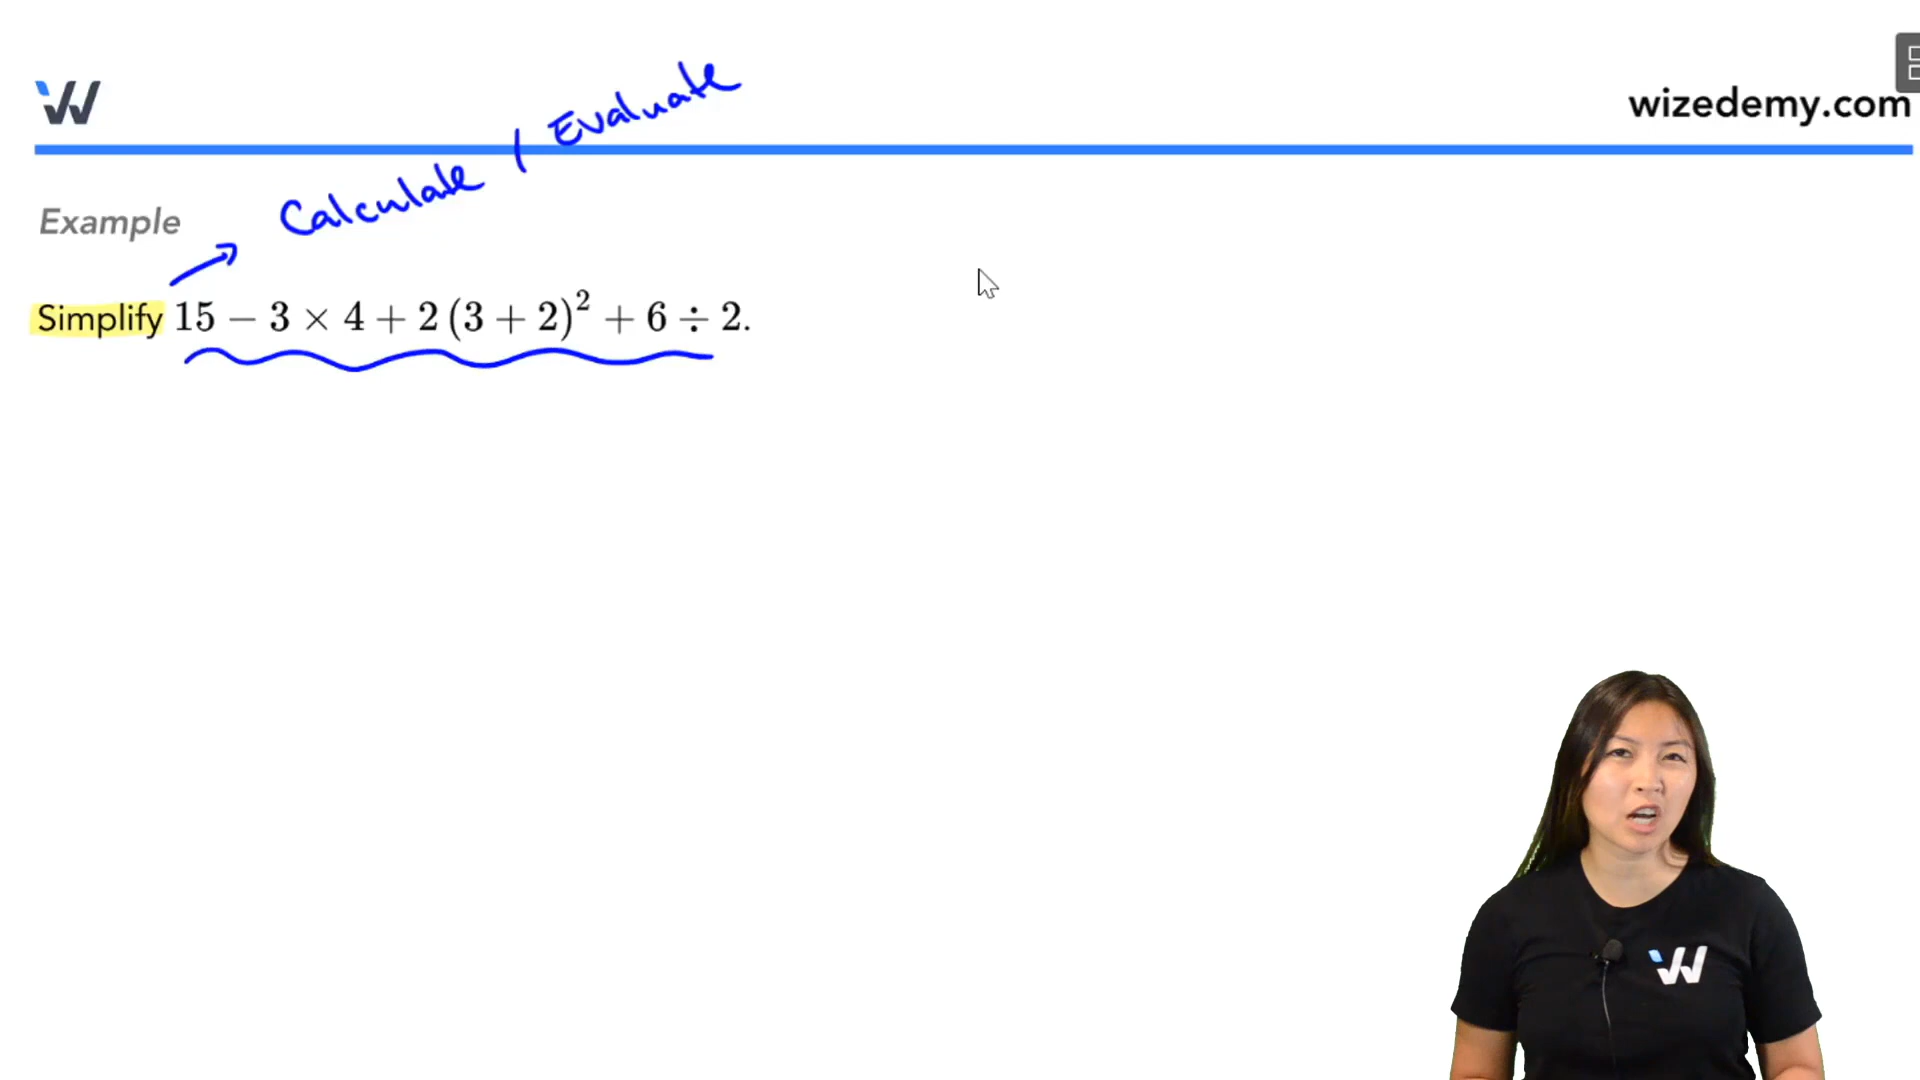 wizedemy.com
Calculate / Evaluate
Example
Simplify 15 − 3 × 4 + 2 (3 + 2)² + 6 ÷ 2.